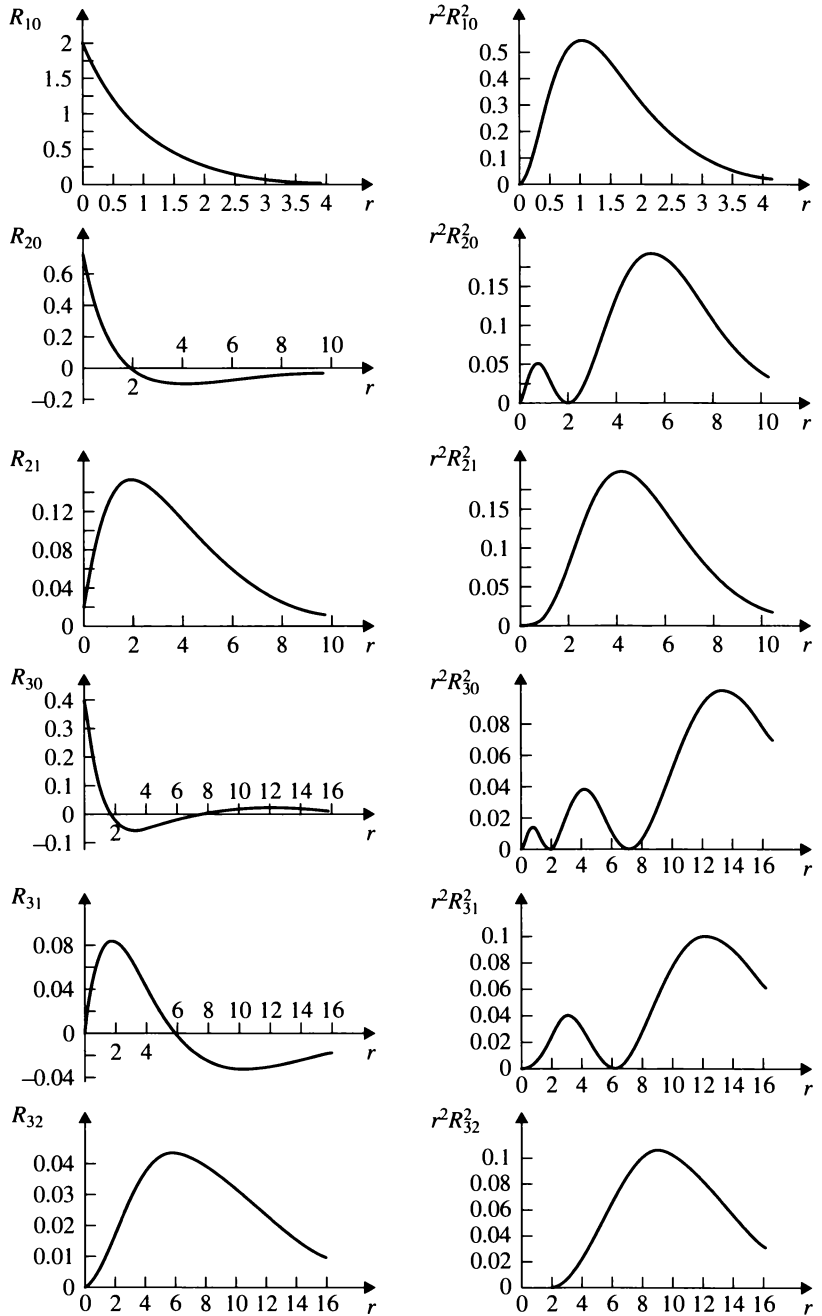 R₁₀
2
1.5
1
0.5
0
0 0.5 1 1.5 2 2.5 3 3.5 4 r
r²R²₁₀
0.5
0.4
0.3
0.2
0.1
0
0 0.5 1 1.5 2 2.5 3 3.5 4 r
R₂₀
0.6
0.4
0.2
4 6 8 10
0
2
–0.2
r
r²R²₂₀
0.15
0.1
0.05
0
0 2 4 6 8 10 r
R₂₁
0.12
0.08
0.04
0
0 2 4 6 8 10 r
r²R²₂₁
0.15
0.1
0.05
0
0 2 4 6 8 10 r
R₃₀
0.4
0.3
0.2
0.1
4 6 8 10 12 14 16
0
2
r
–0.1
r²R²₃₀
0.08
0.04
0.02
0
0 2 4 6 8 10 12 14 16 r
R₃₁
0.08
0.04
6 8 10 12 14 16
0
2 4
r
–0.04
r²R²₃₁
0.1
0.08
0.06
0.04
0.02
0
0 2 4 6 8 10 12 14 16 r
R₃₂
0.04
0.03
0.02
0.01
0
0 2 4 6 8 10 12 14 16 r
r²R²₃₂
0.1
0.08
0.06
0.04
0.02
0
0 2 4 6 8 10 12 14 16 r